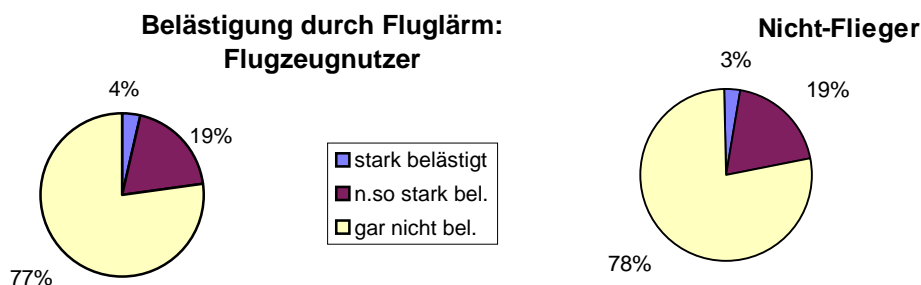 Belästigung durch Fluglärm:
Flugzeugnutzer
4%
19%
77%
stark belästigt
n.so stark bel.
gar nicht bel.
Nicht-Flieger
3%
19%
78%